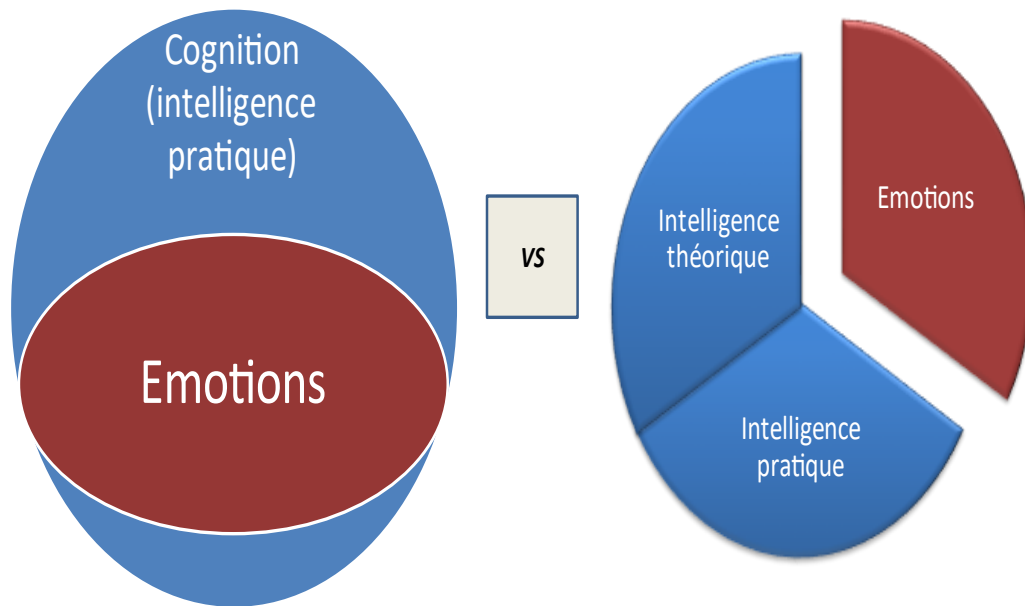 Cognition
(intelligence
pratique)
Emotions
vs
Intelligence
théorique
Emotions
Intelligence
pratique